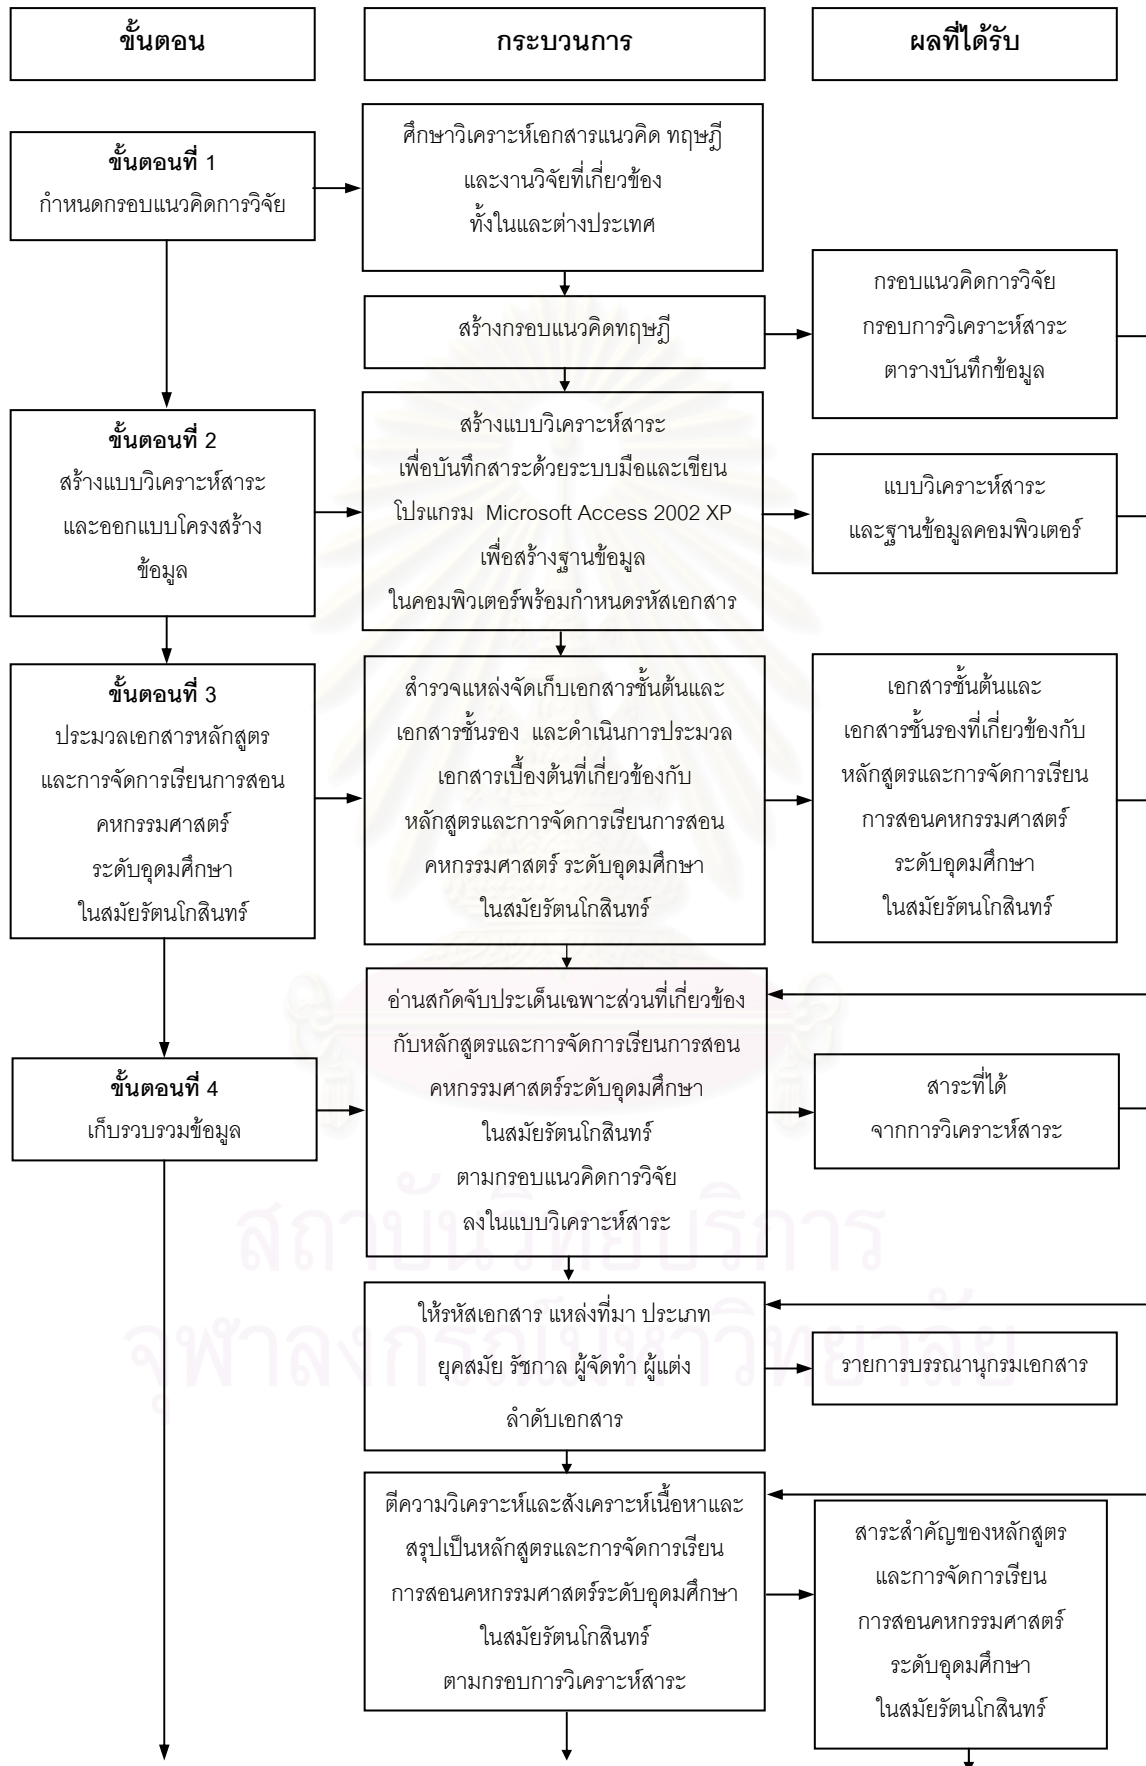 ขั้นตอน
กระบวนการ
ผลที่ได้รับ
ขั้นตอนที่ 1
กำหนดกรอบแนวคิดการวิจัย
ศึกษาวิเคราะห์เอกสารแนวคิด ทฤษฎี
และงานวิจัยที่เกี่ยวข้อง
ทั้งในและต่างประเทศ
สร้างกรอบแนวคิดทฤษฎี
กรอบแนวคิดการวิจัย
กรอบการวิเคราะห์สาระ
ตารางบันทึกข้อมูล
ขั้นตอนที่ 2
สร้างแบบวิเคราะห์สาระ
และออกแบบโครงสร้าง
ข้อมูล
สร้างแบบวิเคราะห์สาระ
เพื่อบันทึกสาระด้วยระบบมือและเขียน
โปรแกรม Microsoft Access 2002 XP
เพื่อสร้างฐานข้อมูล
ในคอมพิวเตอร์พร้อมกำหนดรหัสเอกสาร
แบบวิเคราะห์สาระ
และฐานข้อมูลคอมพิวเตอร์
ขั้นตอนที่ 3
ประมวลเอกสารหลักสูตร
และการจัดการเรียนการสอน
คหกรรมศาสตร์
ระดับอุดมศึกษา
ในสมัยรัตนโกสินทร์
สำรวจแหล่งจัดเก็บเอกสารชั้นต้นและ
เอกสารชั้นรอง และดำเนินการประมวล
เอกสารเบื้องต้นที่เกี่ยวข้องกับ
หลักสูตรและการจัดการเรียนการสอน
คหกรรมศาสตร์ ระดับอุดมศึกษา
ในสมัยรัตนโกสินทร์
เอกสารชั้นต้นและ
เอกสารชั้นรองที่เกี่ยวข้องกับ
หลักสูตรและการจัดการเรียน
การสอนคหกรรมศาสตร์
ระดับอุดมศึกษา
ในสมัยรัตนโกสินทร์
ขั้นตอนที่ 4
เก็บรวบรวมข้อมูล
อ่านสกัดจับประเด็นเฉพาะส่วนที่เกี่ยวข้อง
กับหลักสูตรและการจัดการเรียนการสอน
คหกรรมศาสตร์ระดับอุดมศึกษา
ในสมัยรัตนโกสินทร์
ตามกรอบแนวคิดการวิจัย
ลงในแบบวิเคราะห์สาระ
สาระที่ได้
จากการวิเคราะห์สาระ
สถาบันวิทยบริการ
จุฬาลงกรณ์มหาวิทยาลัย
ให้รหัสเอกสาร แหล่งที่มา ประเภท
ยุคสมัย รัชกาล ผู้จัดทำ ผู้แต่ง
ลำดับเอกสาร
รายการบรรณานุกรมเอกสาร
ตีความวิเคราะห์และสังเคราะห์เนื้อหาและ
สรุปเป็นหลักสูตรและการจัดการเรียน
การสอนคหกรรมศาสตร์ระดับอุดมศึกษา
ในสมัยรัตนโกสินทร์
ตามกรอบการวิเคราะห์สาระ
สาระสำคัญของหลักสูตร
และการจัดการเรียน
การสอนคหกรรมศาสตร์
ระดับอุดมศึกษา
ในสมัยรัตนโกสินทร์